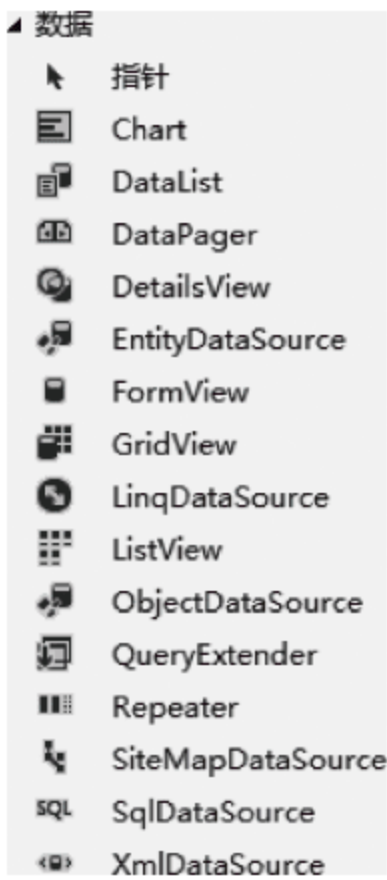 数据
指针
Chart
DataList
DataPager
DetailsView
EntityDataSource
FormView
GridView
LinqDataSource
ListView
ObjectDataSource
QueryExtender
Repeater
SiteMapDataSource
SQL SqlDataSource
XmlDataSource